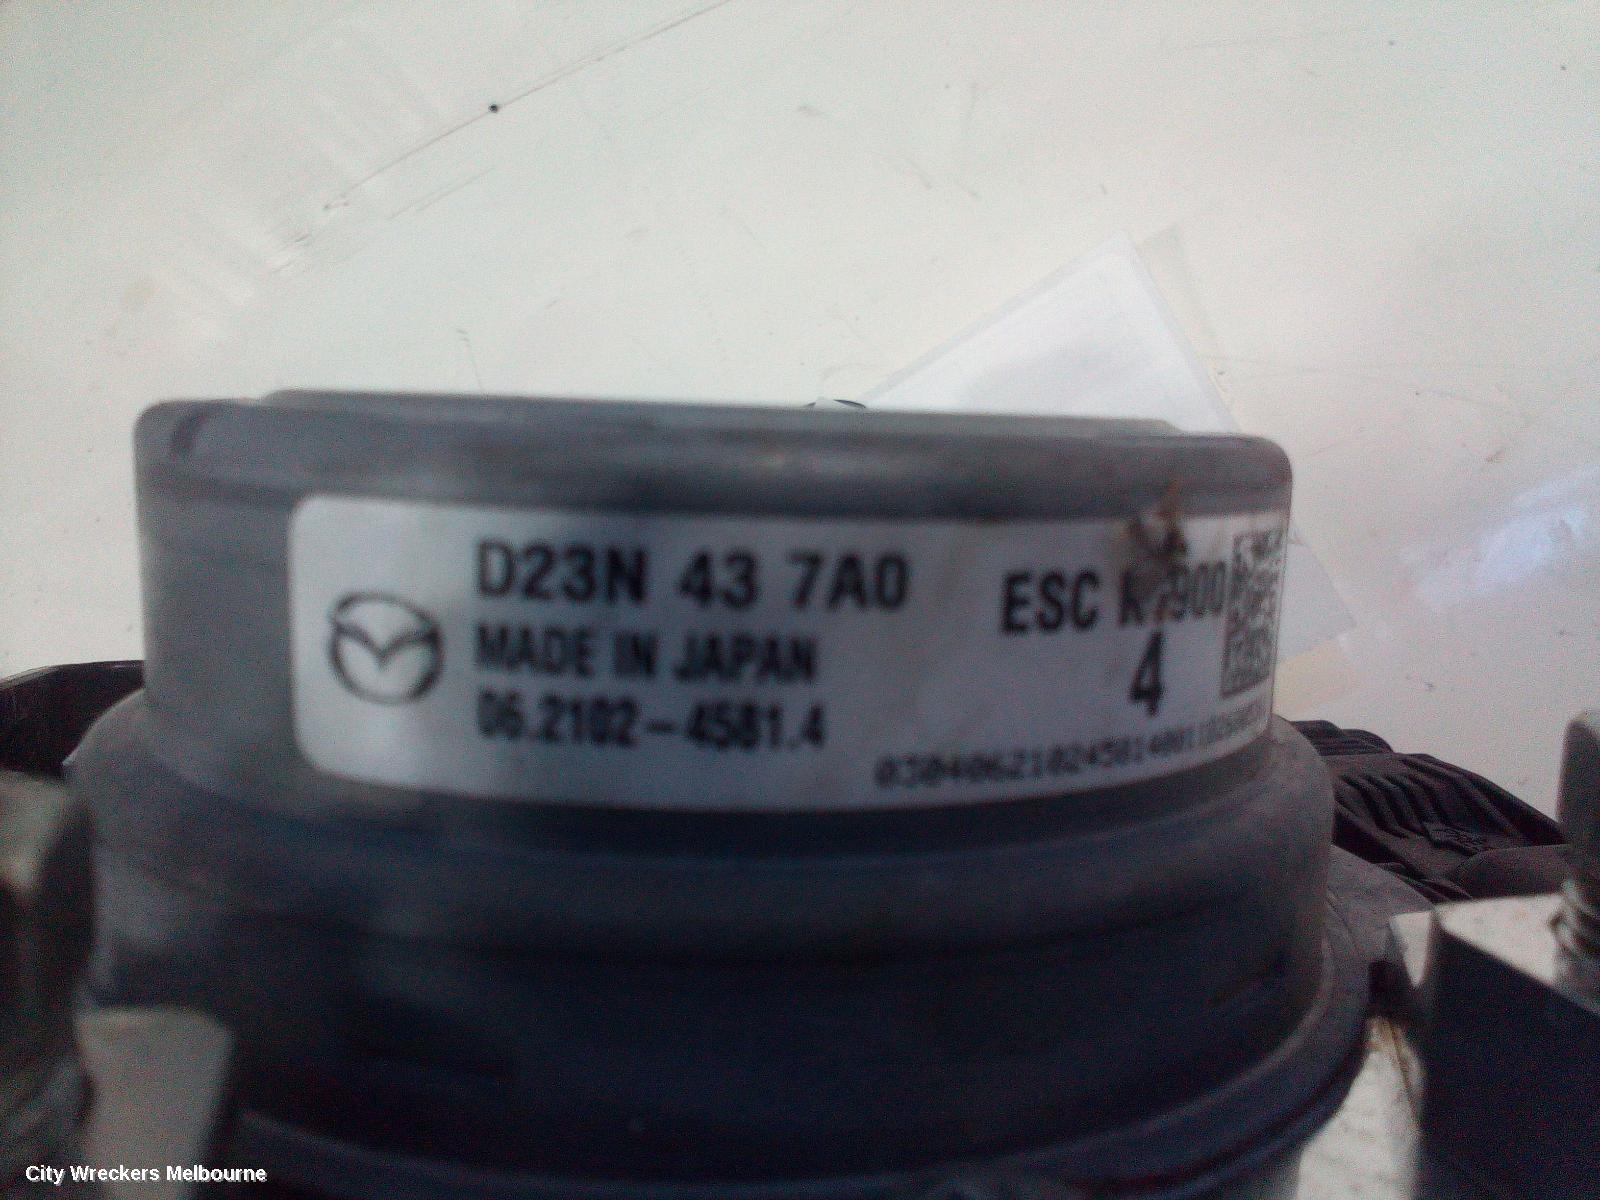 D23N 43 7A0
MADE IN JAPAN
06.2102-4581.4
ESC
4
City Wreckers Melbourne